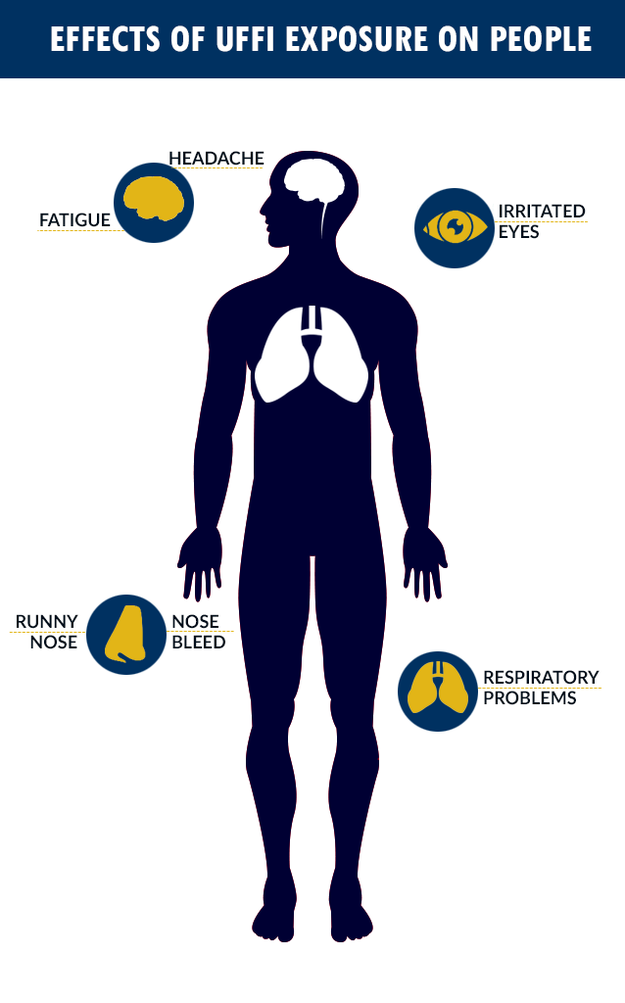 EFFECTS OF UFFI EXPOSURE ON PEOPLE
HEADACHE
FATIGUE
IRRITATED
EYES
RUNNY
NOSE
NOSE
BLEED
RESPIRATORY
PROBLEMS